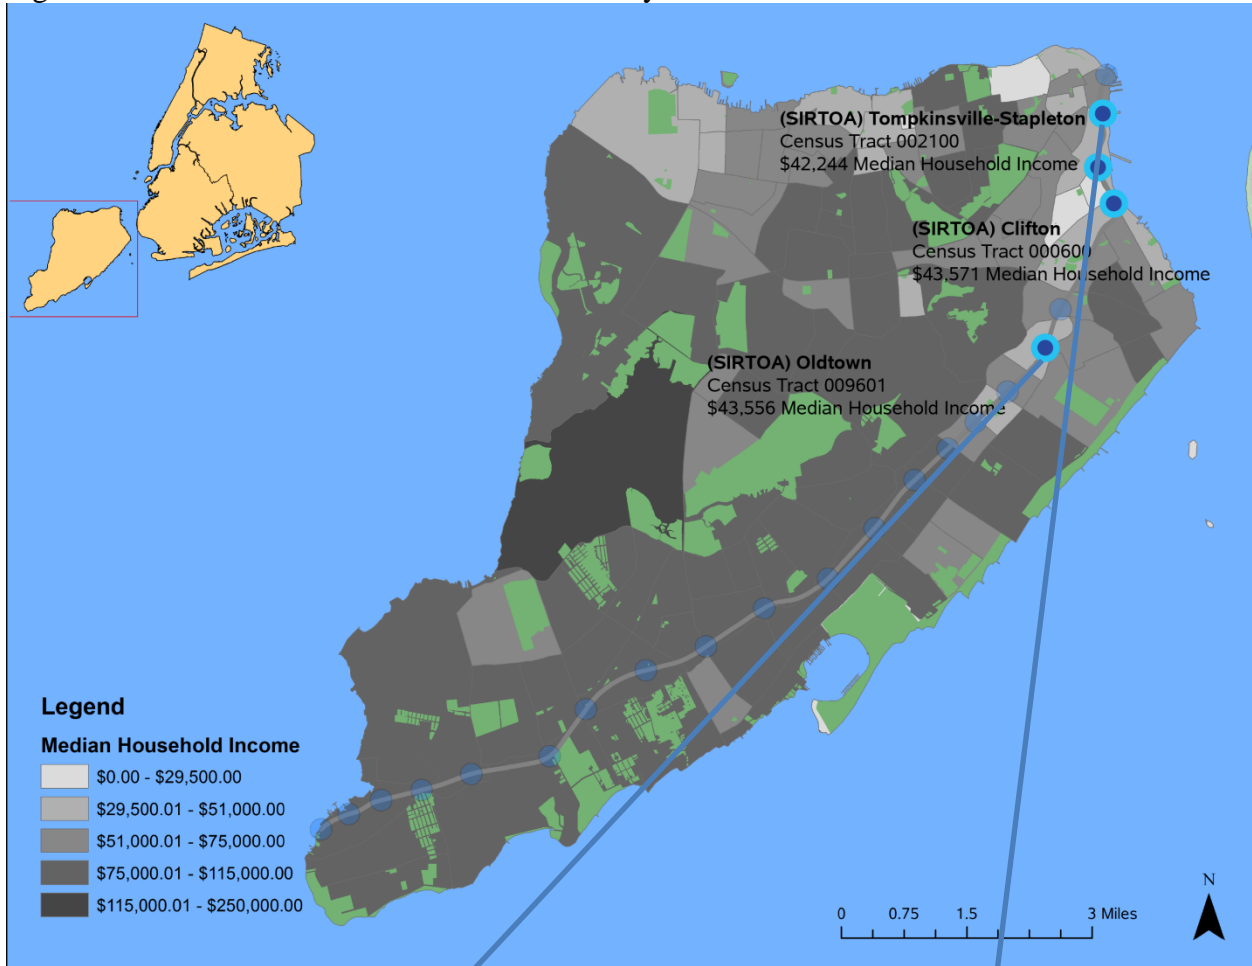 (SIRTOA) Tompkinsville-Stapleton
Census Tract 002100
$42,244 Median Household Income
(SIRTOA) Clifton
Census Tract 000600
$43,571 Median Household Income
(SIRTOA) Oldtown
Census Tract 009601
$43,556 Median Household Income
Legend
Median Household Income
$0.00 - $29,500.00
$29,500.01 - $51,000.00
$51,000.01 - $75,000.00
$75,000.01 - $115,000.00
$115,000.01 - $250,000.00
0 0.75 1.5 3 Miles
N